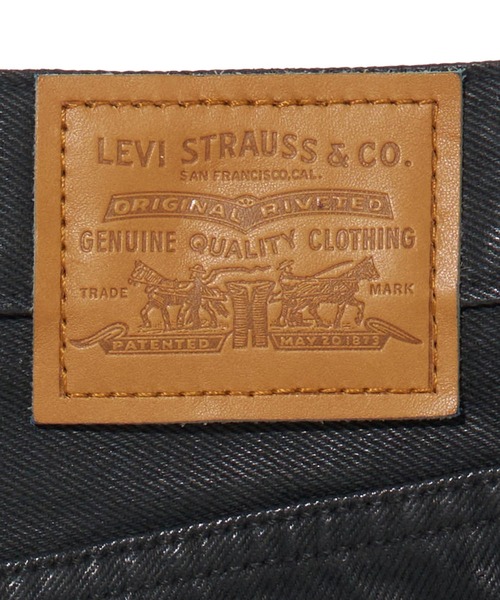 LEVI STRAUSS & CO.
SAN FRANCISCO, CAL.
ORIGINAL RIVETED
GENUINE QUALITY CLOTHING
TRADE MARK
PATENTED MAY 20 1873